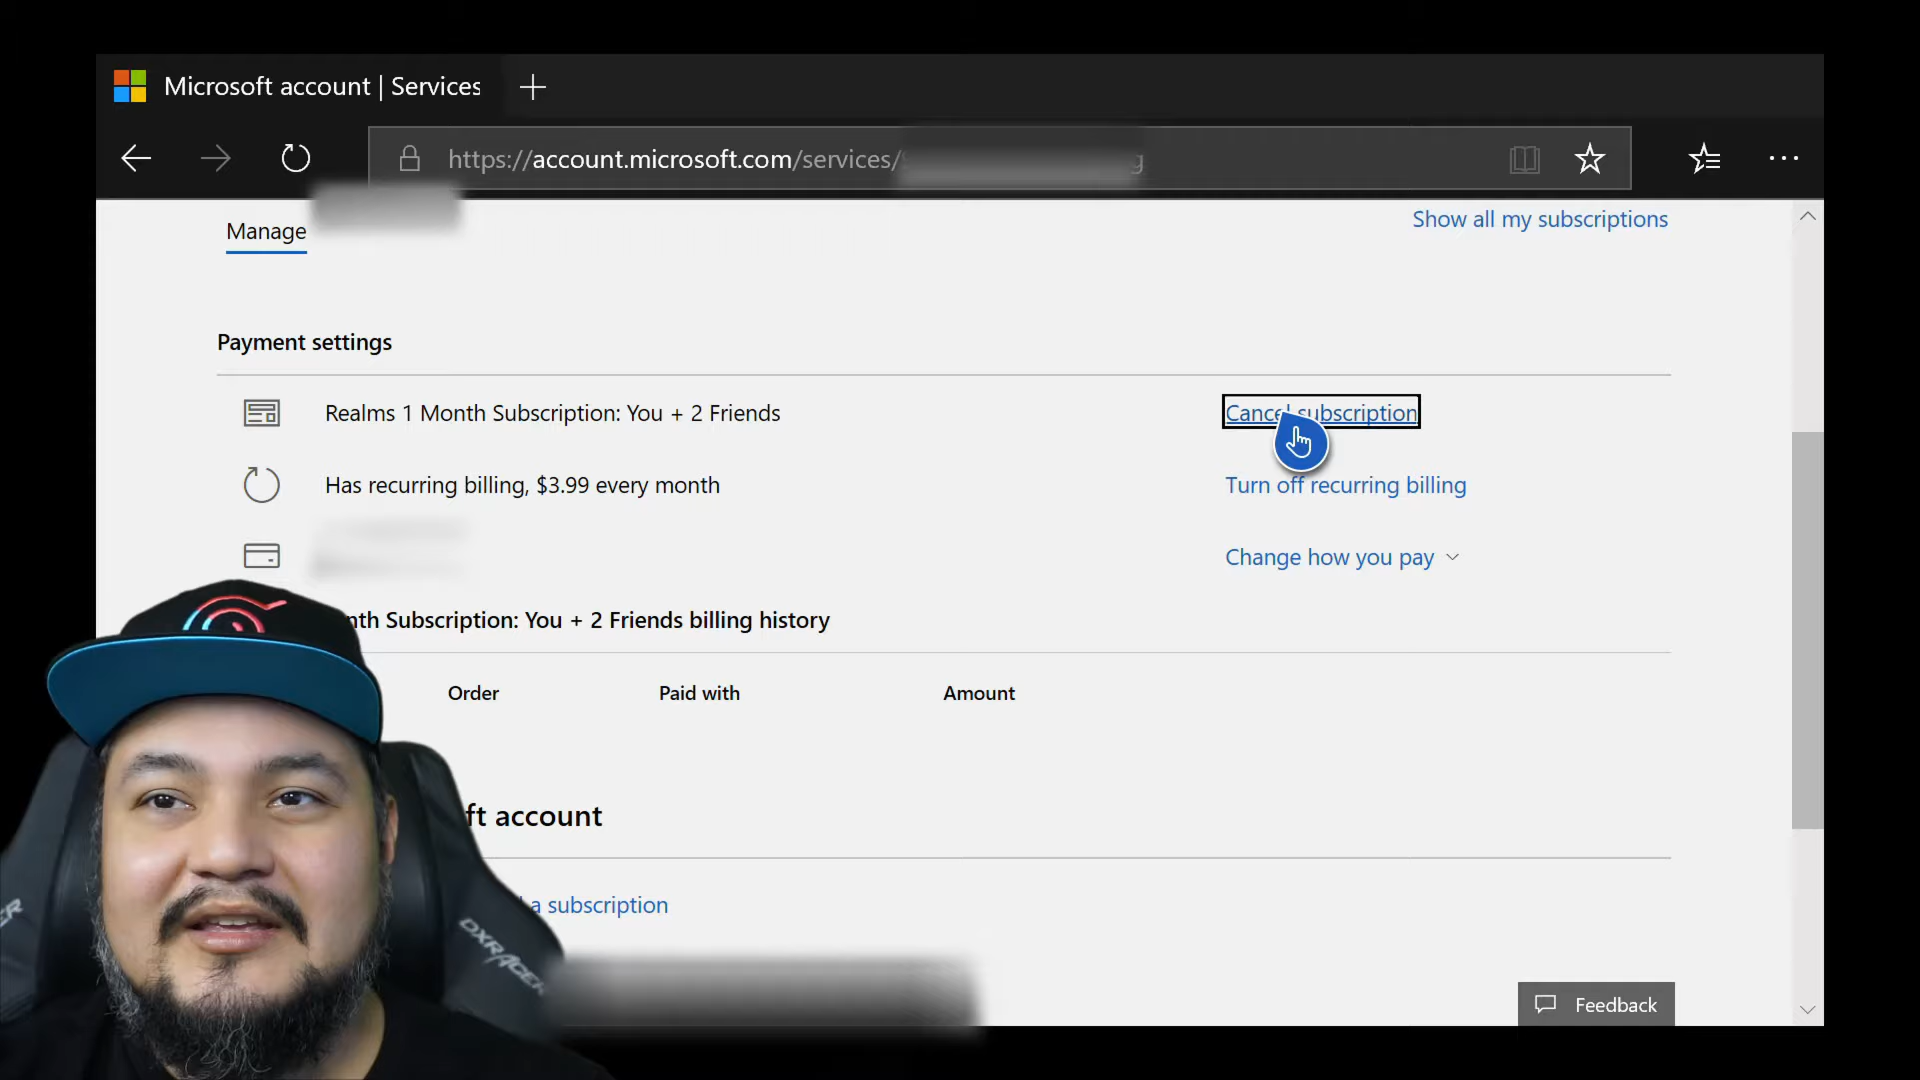 Microsoft account | Services
https://account.microsoft.com/services/
Manage
Show all my subscriptions
Payment settings
Realms 1 Month Subscription: You + 2 Friends
Cancel subscription
Has recurring billing, $3.99 every month
Turn off recurring billing
Change how you pay
Subscription: You + 2 Friends billing history
Order
Paid with
Amount
account
a subscription
DXRACER
Feedback